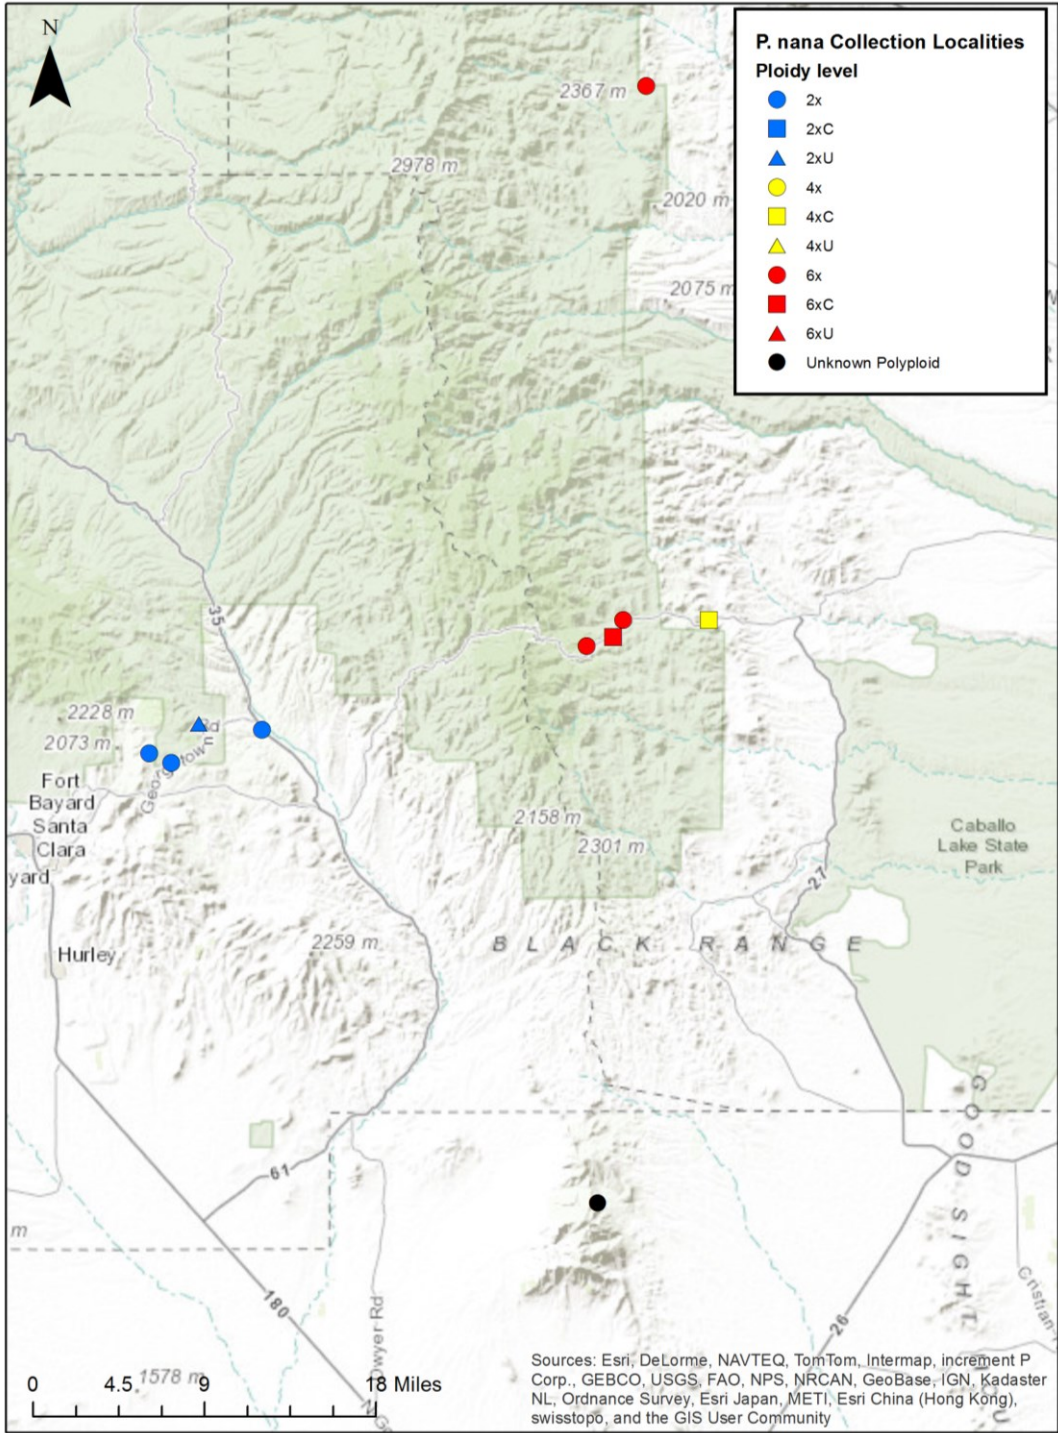 N
P. nana Collection Localities
Ploidy level
2x
2xC
2xU
4x
4xC
4xU
6x
6xC
6xU
Unknown Polyploid
2367 m
2978 m
2020 m
2075 m
35
2228 m
2073 m
Georgetown Rd
Fort
Bayard
Santa
Clara
yard
Hurley
2158 m
2301 m
Caballo
Lake State
Park
27
2259 m
BLACK RANGE
GOOD SIGHT
61
m
180
26
Dwyer Rd
Cristian
1578 m
0 4.5 9 18 Miles
Sources: Esri, DeLorme, NAVTEQ, TomTom, Intermap, increment P
Corp., GEBCO, USGS, FAO, NPS, NRCAN, GeoBase, IGN, Kadaster
NL, Ordnance Survey, Esri Japan, METI, Esri China (Hong Kong),
swisstopo, and the GIS User Community